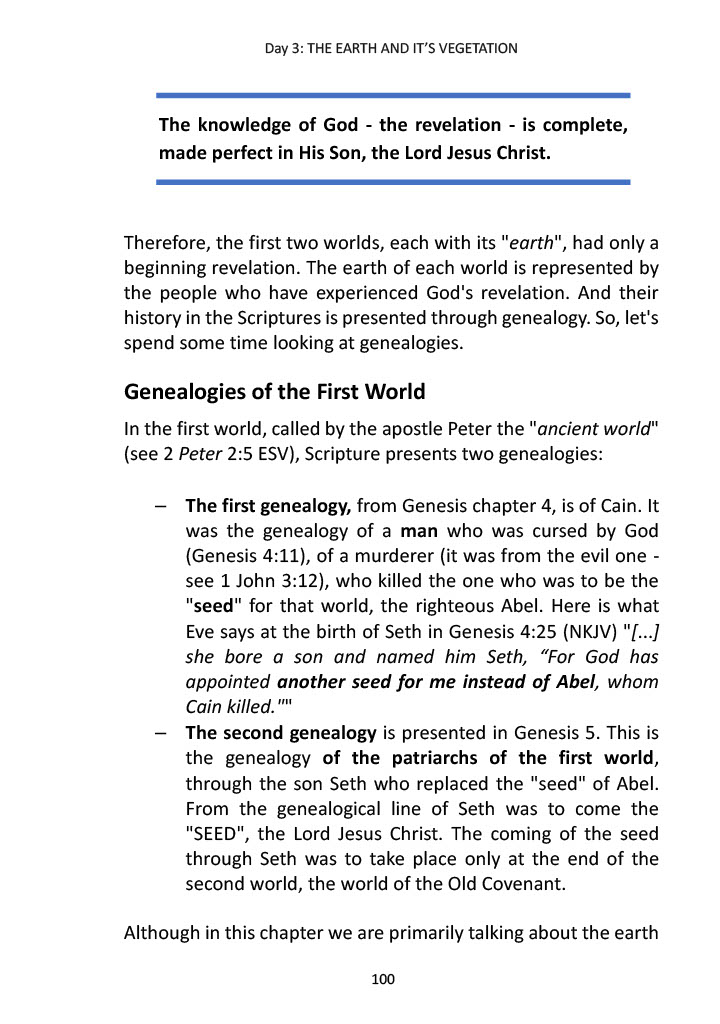 Day 3: THE EARTH AND IT'S VEGETATION
The knowledge of God - the revelation - is complete,
made perfect in His Son, the Lord Jesus Christ.
Therefore, the first two worlds, each with its "earth", had only a
beginning revelation. The earth of each world is represented by
the people who have experienced God's revelation. And their
history in the Scriptures is presented through genealogy. So, let's
spend some time looking at genealogies.
Genealogies of the First World
In the first world, called by the apostle Peter the "ancient world"
(see 2 Peter 2:5 ESV), Scripture presents two genealogies:
– The first genealogy, from Genesis chapter 4, is of Cain. It
was the genealogy of a man who was cursed by God
(Genesis 4:11), of a murderer (it was from the evil one -
see 1 John 3:12), who killed the one who was to be the
"seed" for that world, the righteous Abel. Here is what
Eve says at the birth of Seth in Genesis 4:25 (NKJV) "[...]
she bore a son and named him Seth, “For God has
appointed another seed for me instead of Abel, whom
Cain killed.""
– The second genealogy is presented in Genesis 5. This is
the genealogy of the patriarchs of the first world,
through the son Seth who replaced the "seed" of Abel.
From the genealogical line of Seth was to come the
"SEED", the Lord Jesus Christ. The coming of the seed
through Seth was to take place only at the end of the
second world, the world of the Old Covenant.
Although in this chapter we are primarily talking about the earth
100